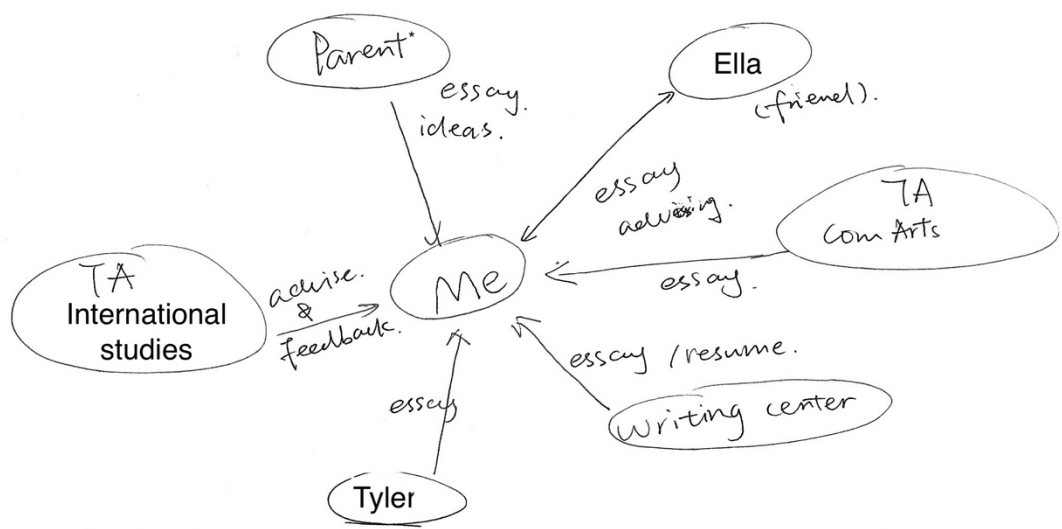 Parent*
essay.
ideas.
Ella
(friend).
essay
advising.
TA
Com Arts
essay.
Me
TA
International
studies
advise.
&
feedback.
essay /resume.
writing center
essay
Tyler